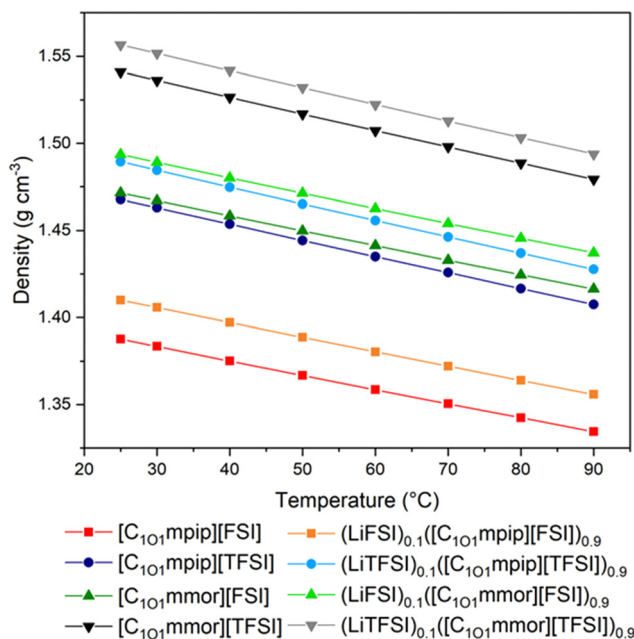 Density (g cm⁻³)
1.55
1.50
1.45
1.40
1.35
20 30 40 50 60 70 80 90
Temperature (°C)
[C₁O₁mpip][FSI] (LiFSI)₀.₁([C₁O₁mpip][FSI])₀.₉
[C₁O₁mpip][TFSI] (LiTFSI)₀.₁([C₁O₁mpip][TFSI])₀.₉
[C₁O₁mmor][FSI] (LiFSI)₀.₁([C₁O₁mmor][FSI])₀.₉
[C₁O₁mmor][TFSI] (LiTFSI)₀.₁([C₁O₁mmor][TFSI])₀.₉